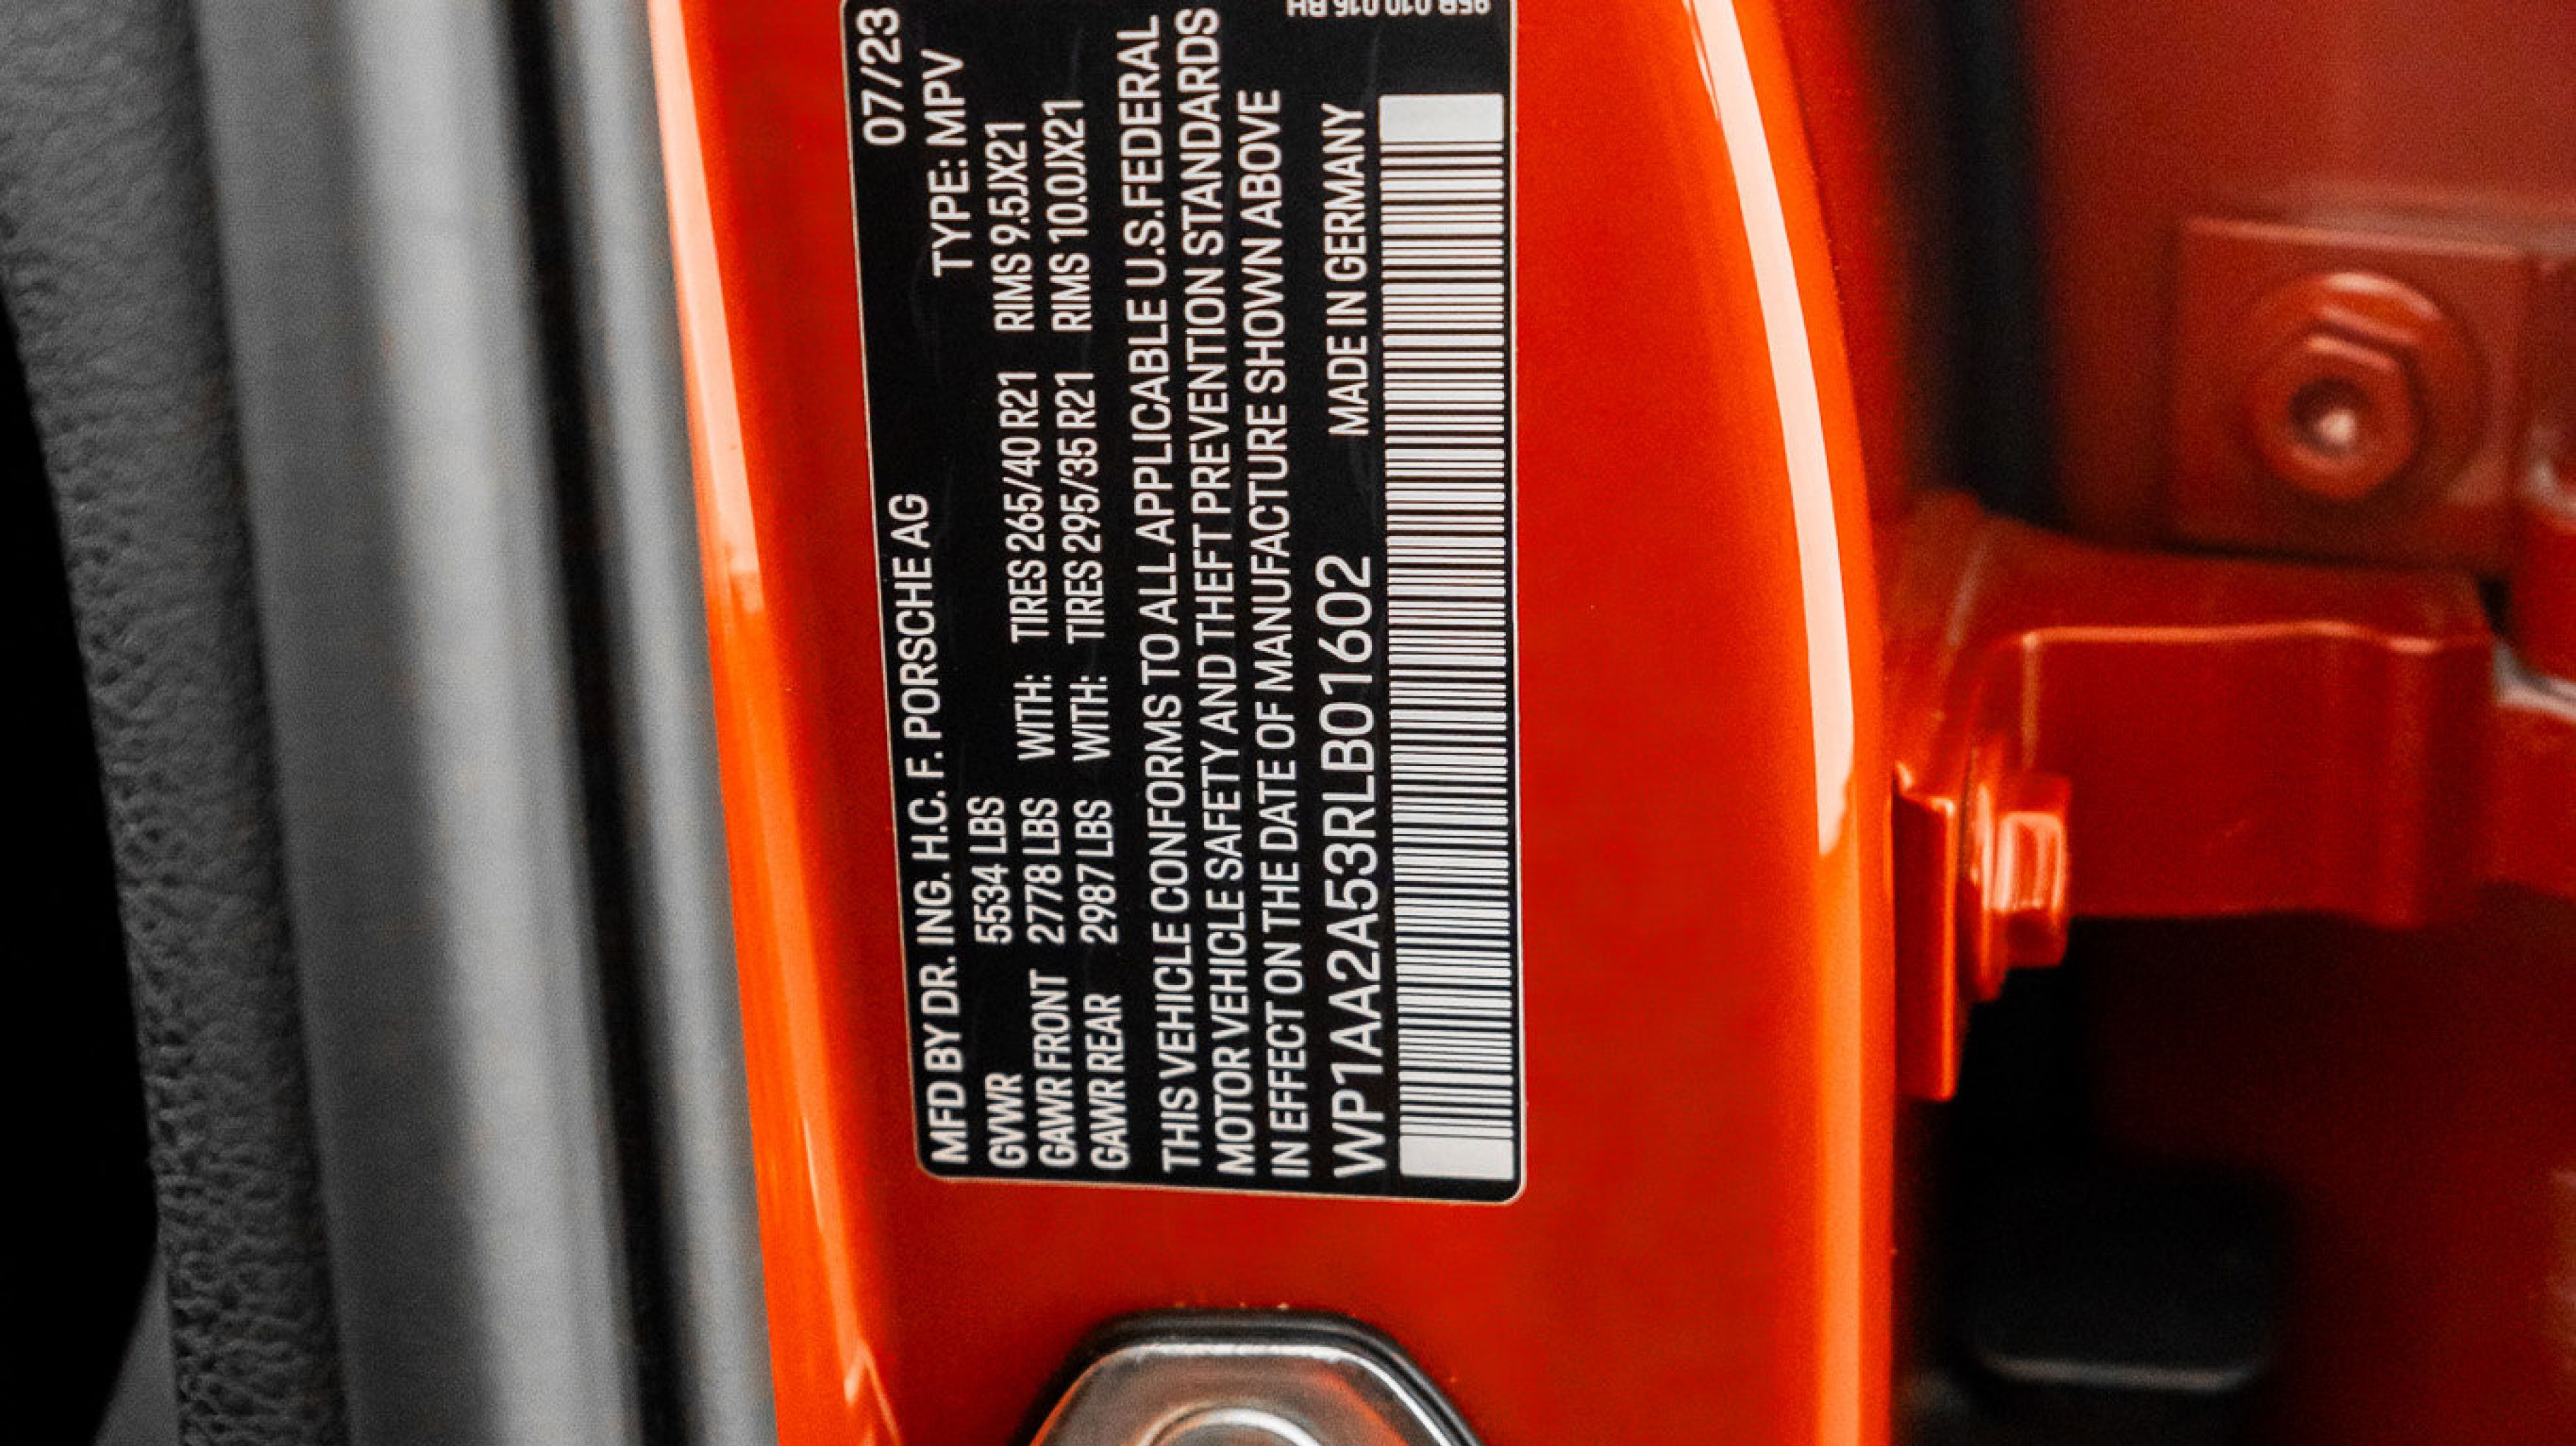 MFD BY DR. ING. H.C. F. PORSCHE AG 07/23
GVWR 5534 LBS TYPE: MPV
GAWR FRONT 2778 LBS WITH: TIRES 265/40 R21 RIMS 9.5JX21
GAWR REAR 2987 LBS WITH: TIRES 295/35 R21 RIMS 10.0JX21
THIS VEHICLE CONFORMS TO ALL APPLICABLE U.S.FEDERAL
MOTOR VEHICLE SAFETY AND THEFT PREVENTION STANDARDS
IN EFFECT ON THE DATE OF MANUFACTURE SHOWN ABOVE
WP1AA2A53RLB01602 MADE IN GERMANY